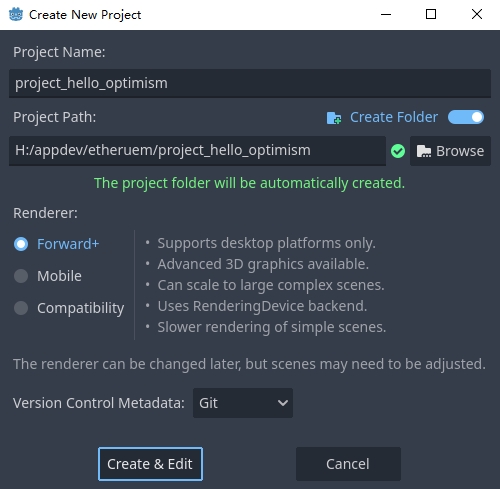 Create New Project
Project Name:
project_hello_optimism
Project Path:
Create Folder
H:/appdev/etheruem/project_hello_optimism
Browse
The project folder will be automatically created.
Renderer:
Forward+
Mobile
Compatibility
• Supports desktop platforms only.
• Advanced 3D graphics available.
• Can scale to large complex scenes.
• Uses RenderingDevice backend.
• Slower rendering of simple scenes.
The renderer can be changed later, but scenes may need to be adjusted.
Version Control Metadata: Git
Create & Edit
Cancel